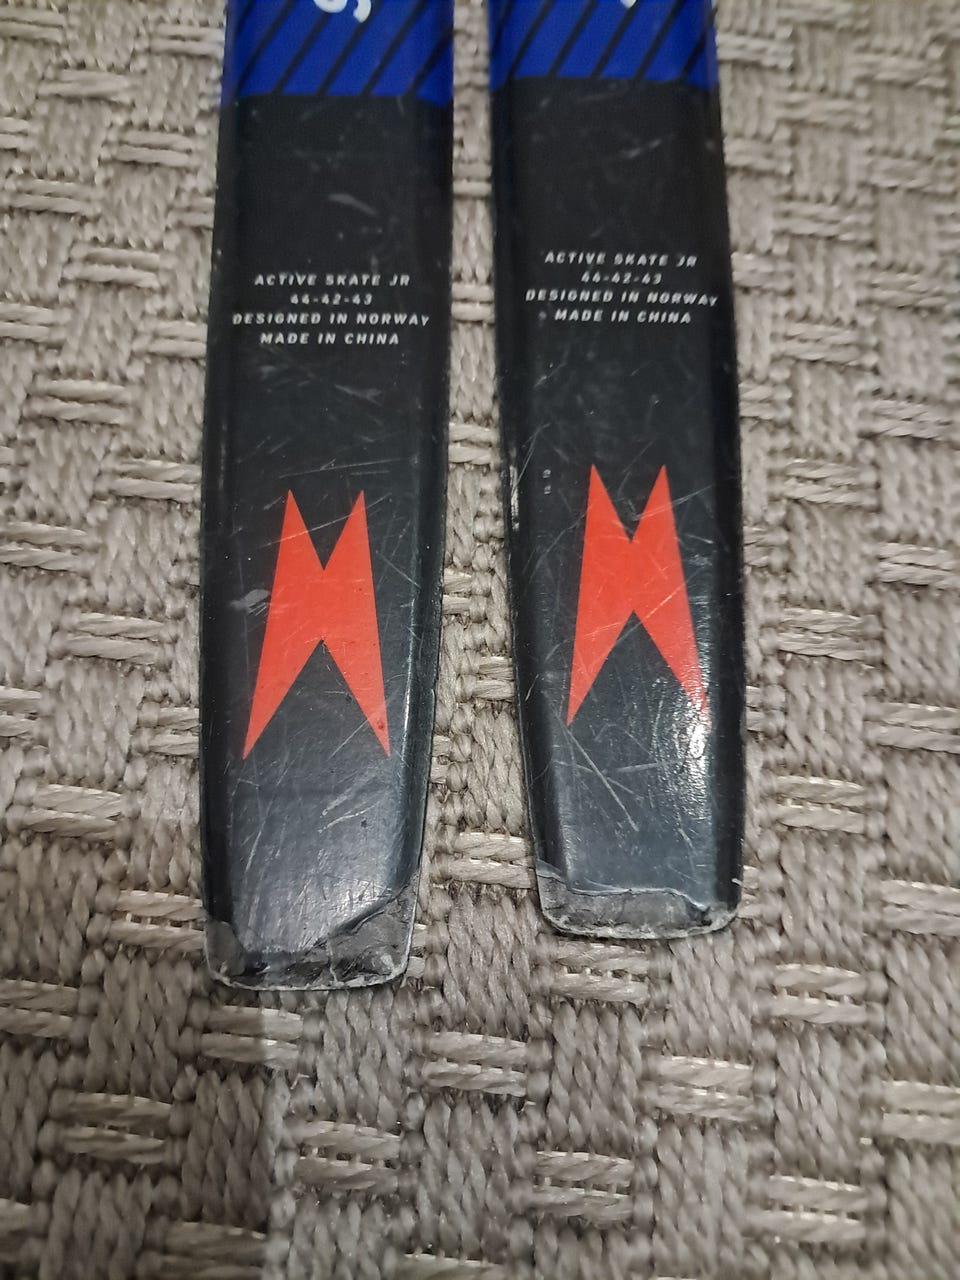 ACTIVE SKATE JR
44-42-43
DESIGNED IN NORWAY
MADE IN CHINA
ACTIVE SKATE JR
44-42-43
DESIGNED IN NORWAY
MADE IN CHINA